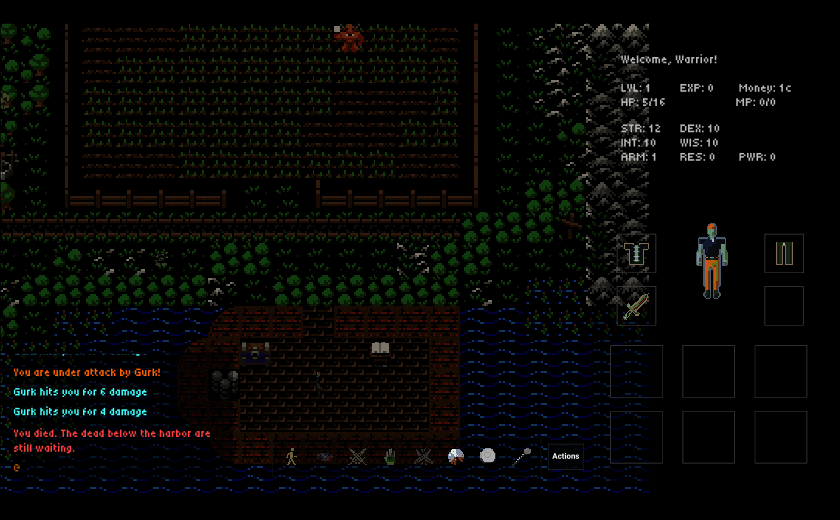 Welcome, Warrior!
LVL: 1 EXP: 0 Money: 1c
HP: 5/16 MP: 0/0
STR: 12 DEX: 10
INT: 10 WIS: 10
ARM: 1 RES: 0 PWR: 0
You are under attack by Gurk!
Gurk hits you for 6 damage
Gurk hits you for 4 damage
You died. The dead below the harbor are
still waiting.
@
Actions